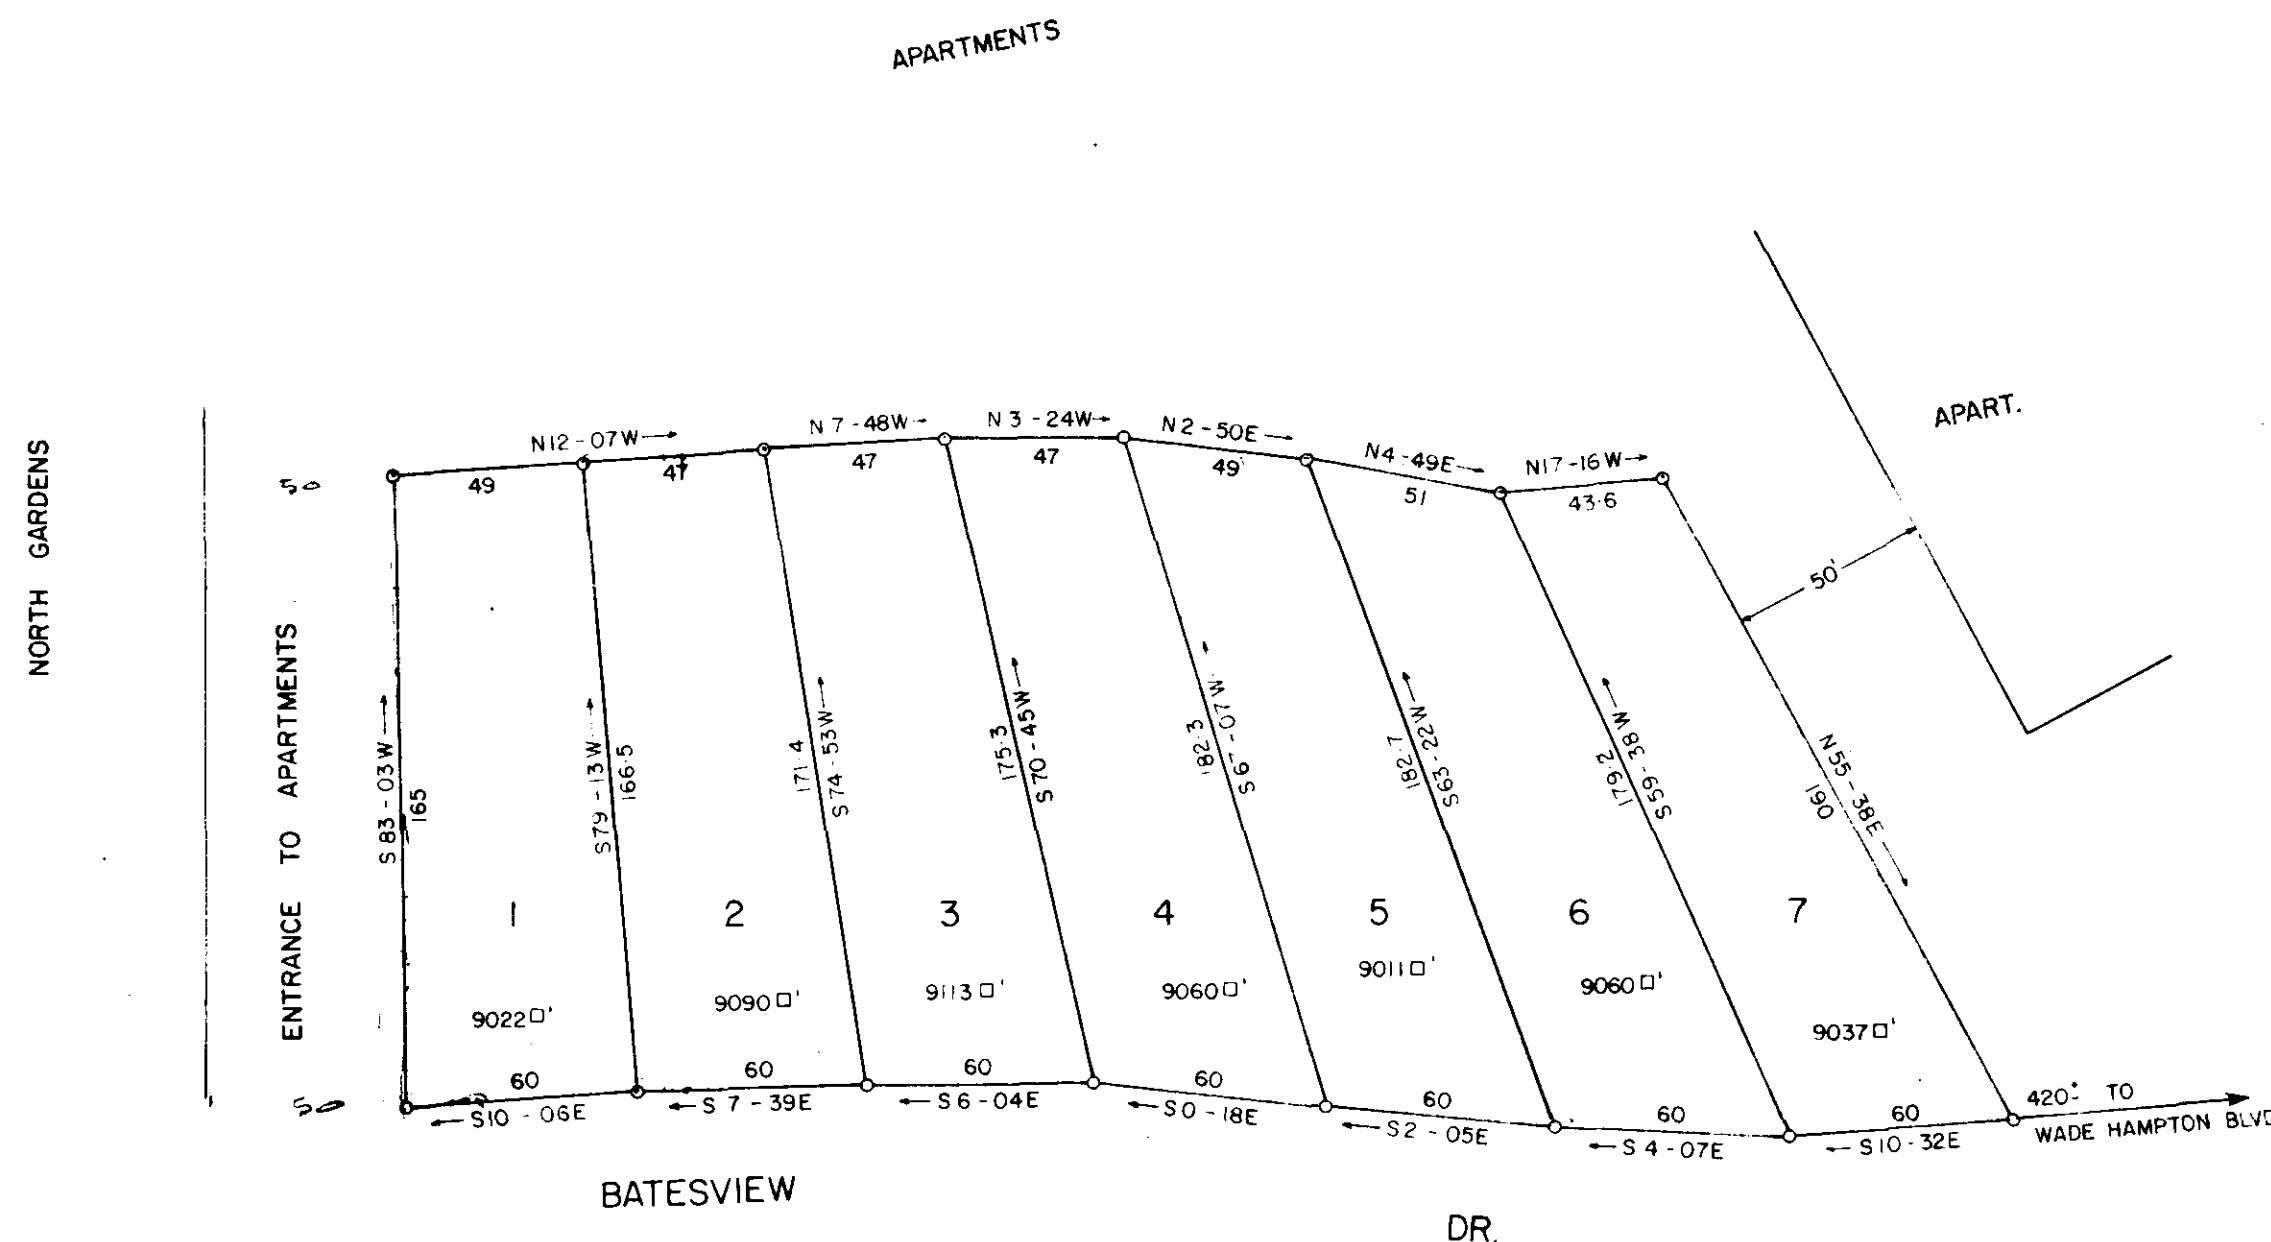 APARTMENTS
NORTH GARDENS
ENTRANCE TO APARTMENTS
APART.
50
50
50'
N12-07W
N 7-48W
N 3-24W
N 2-50E
N4-49E
N17-16W
49
47
47
47
49
51
43.6
S 83-03W
165
S79-13W
166.5
171.4
S74-53W
175.3
S 70-45W
182.3
S 67-07W
182.7
S63-22W
179.2
S59-38W
N55-38E
190
1
2
3
4
5
6
7
9022□'
9090□'
9113□'
9060□'
9011□'
9060□'
9037□'
60
60
60
60
60
60
60
S10-06E
S 7-39E
S 6-04E
S 0-18E
S 2-05E
S 4-07E
S10-32E
420± TO
WADE HAMPTON BLVD
BATESVIEW DR.